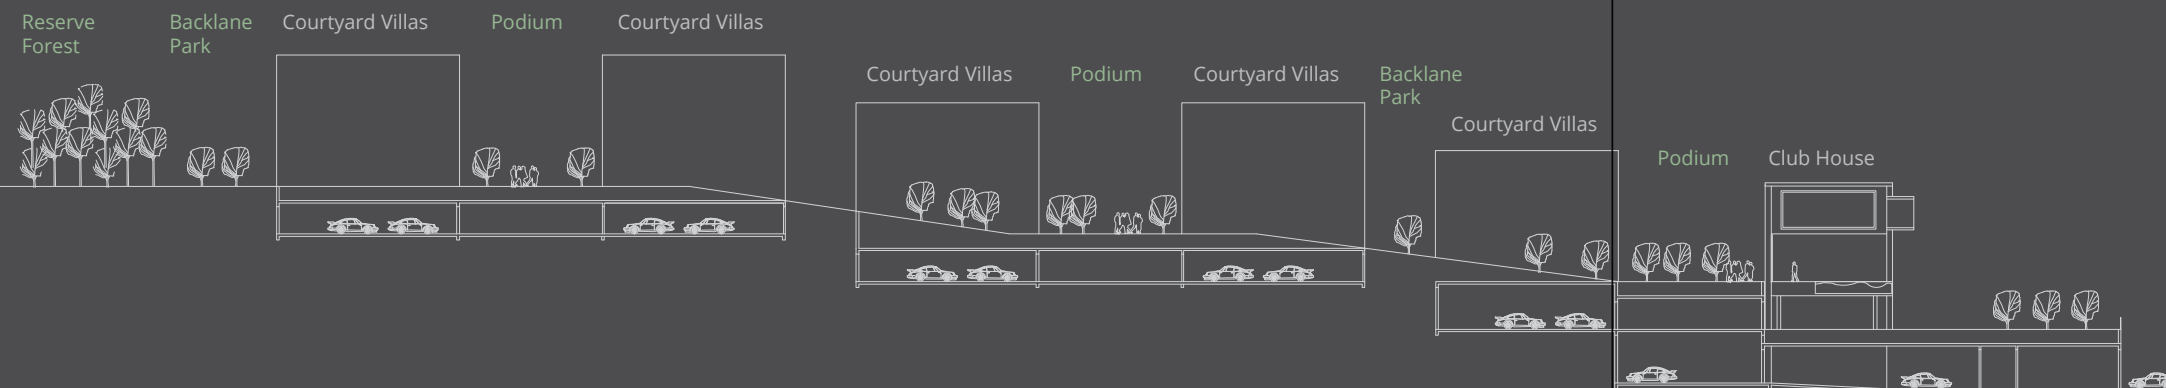 Reserve
Forest
Backlane
Park
Courtyard Villas
Podium
Courtyard Villas
Courtyard Villas
Podium
Courtyard Villas
Backlane
Park
Courtyard Villas
Podium
Club House